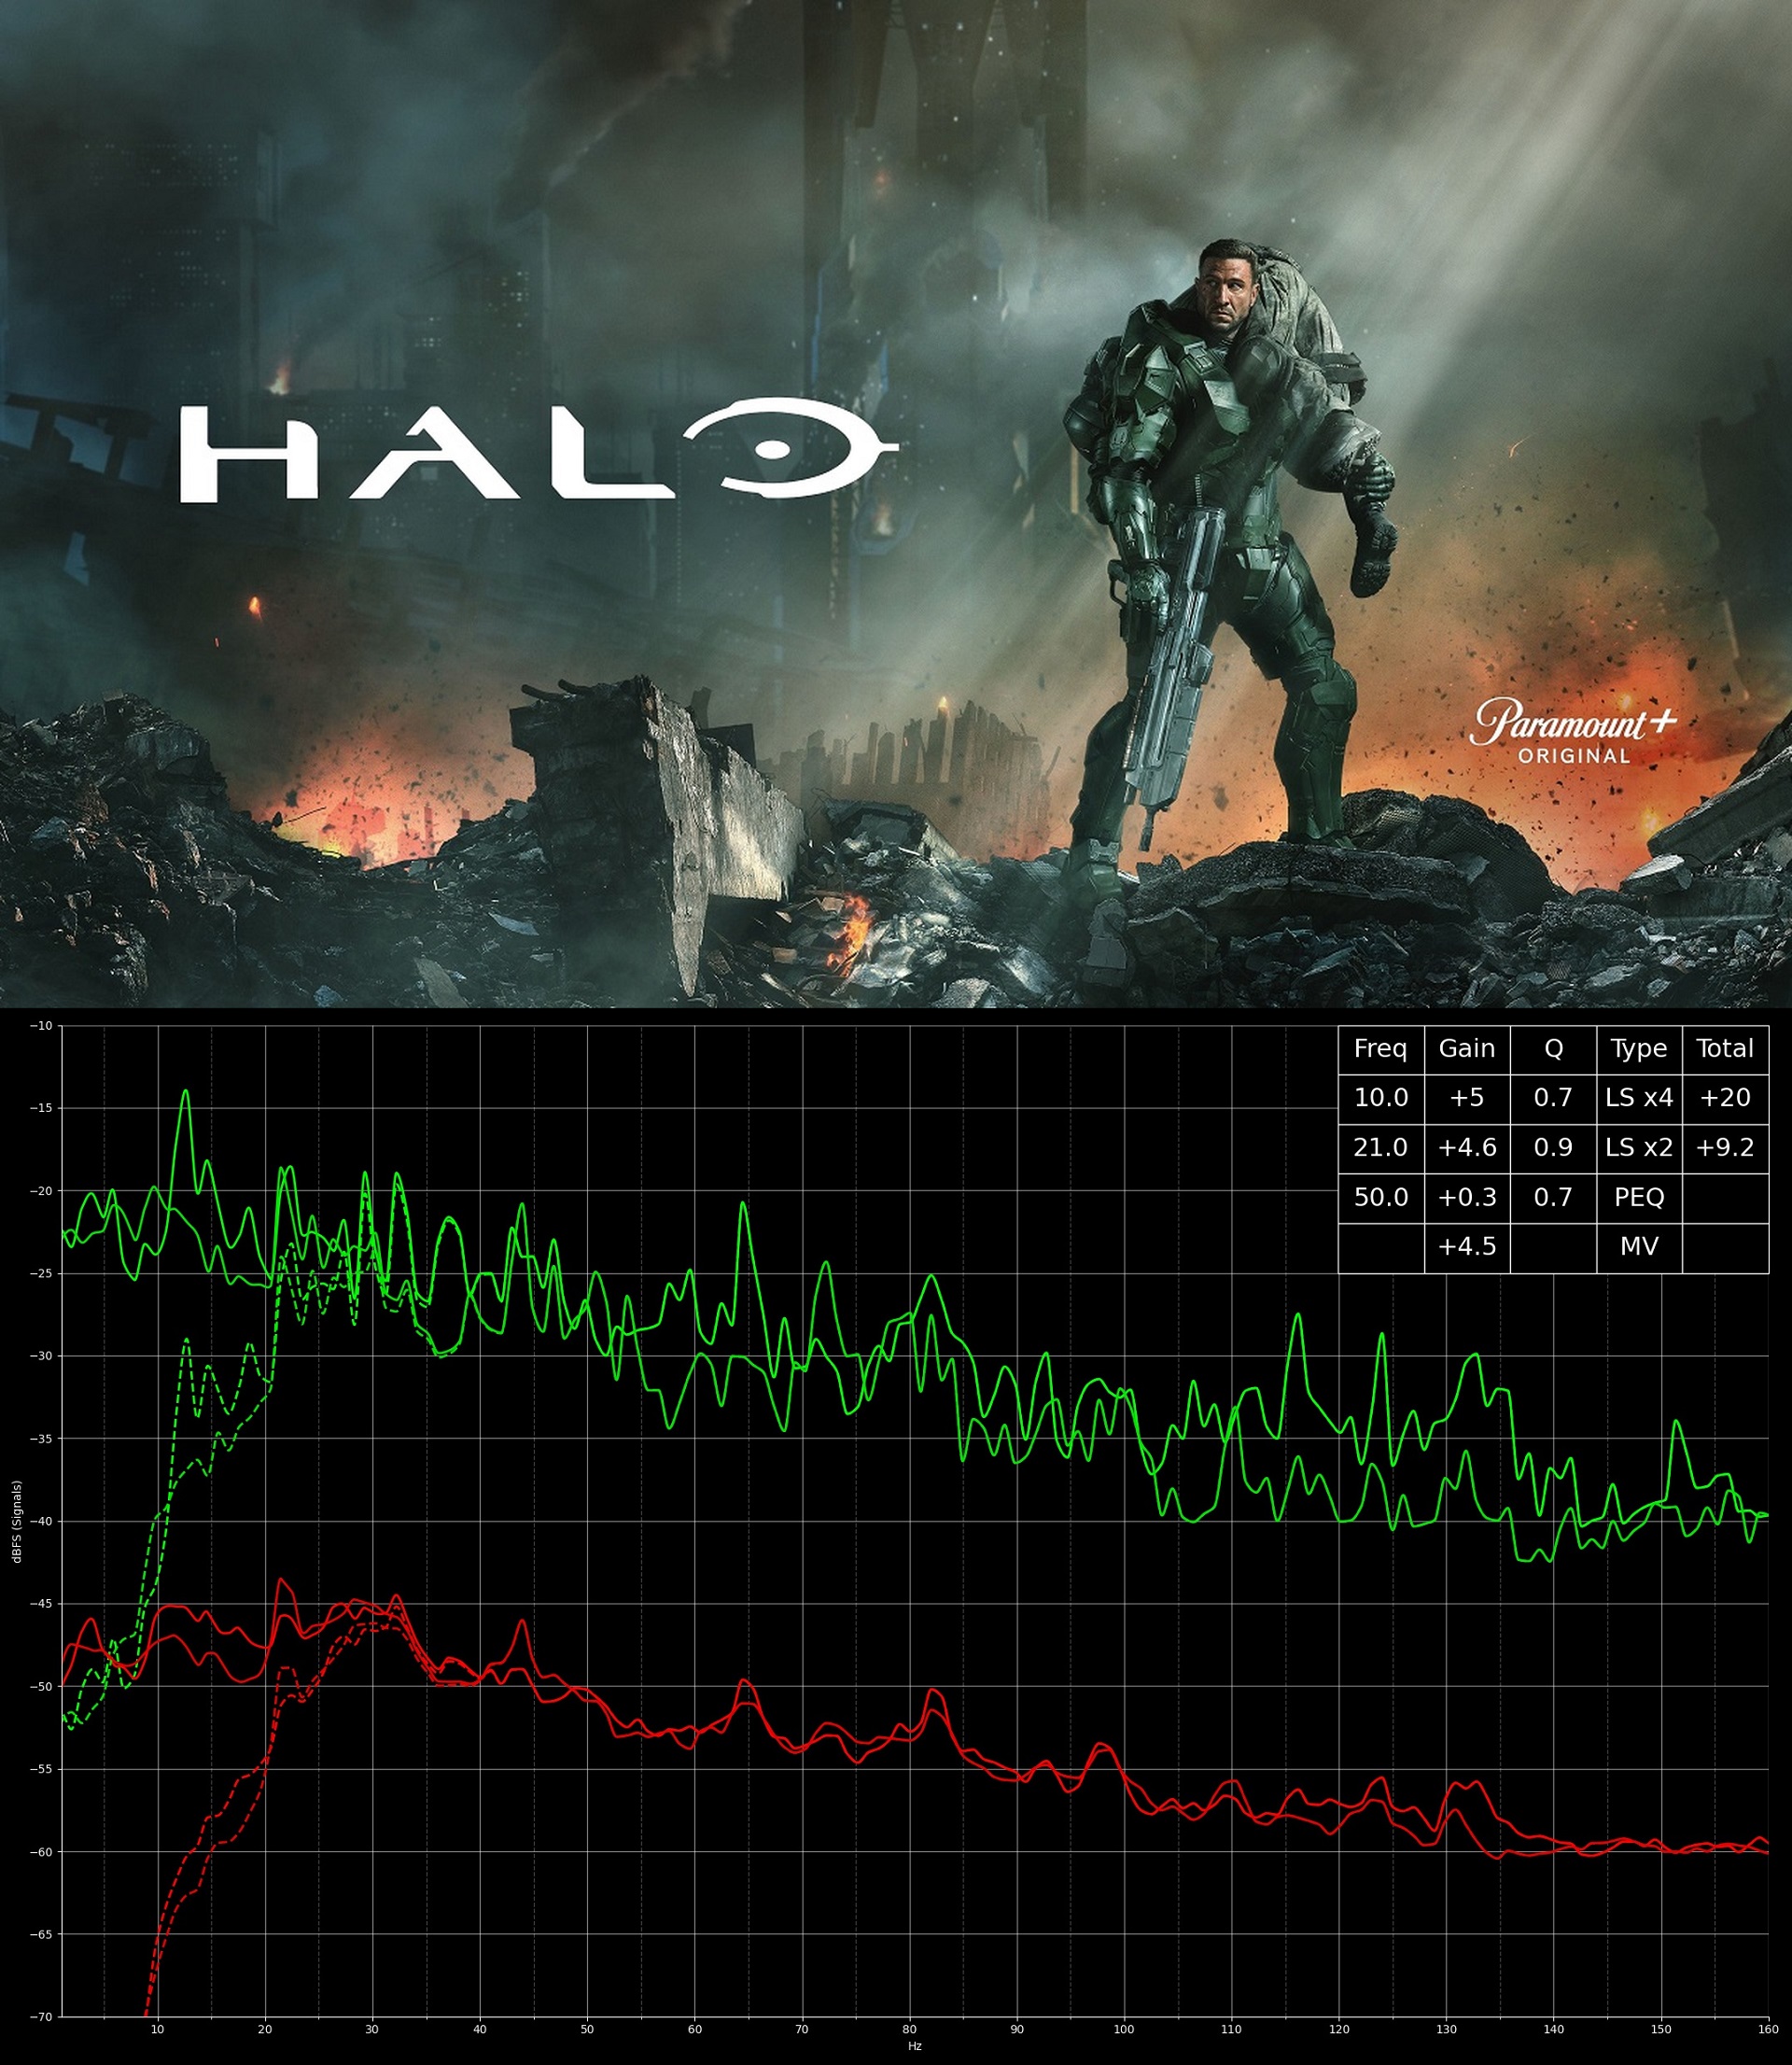 HALO
Paramount+
ORIGINAL
Freq Gain Q Type Total
10.0 +5 0.7 LS x4 +20
21.0 +4.6 0.9 LS x2 +9.2
50.0 +0.3 0.7 PEQ
+4.5 MV
−10
−15
−20
−25
−30
−35
−40
−45
−50
−55
−60
−65
−70
dBFS (Signals)
10 20 30 40 50 60 70 80 90 100 110 120 130 140 150 160
Hz